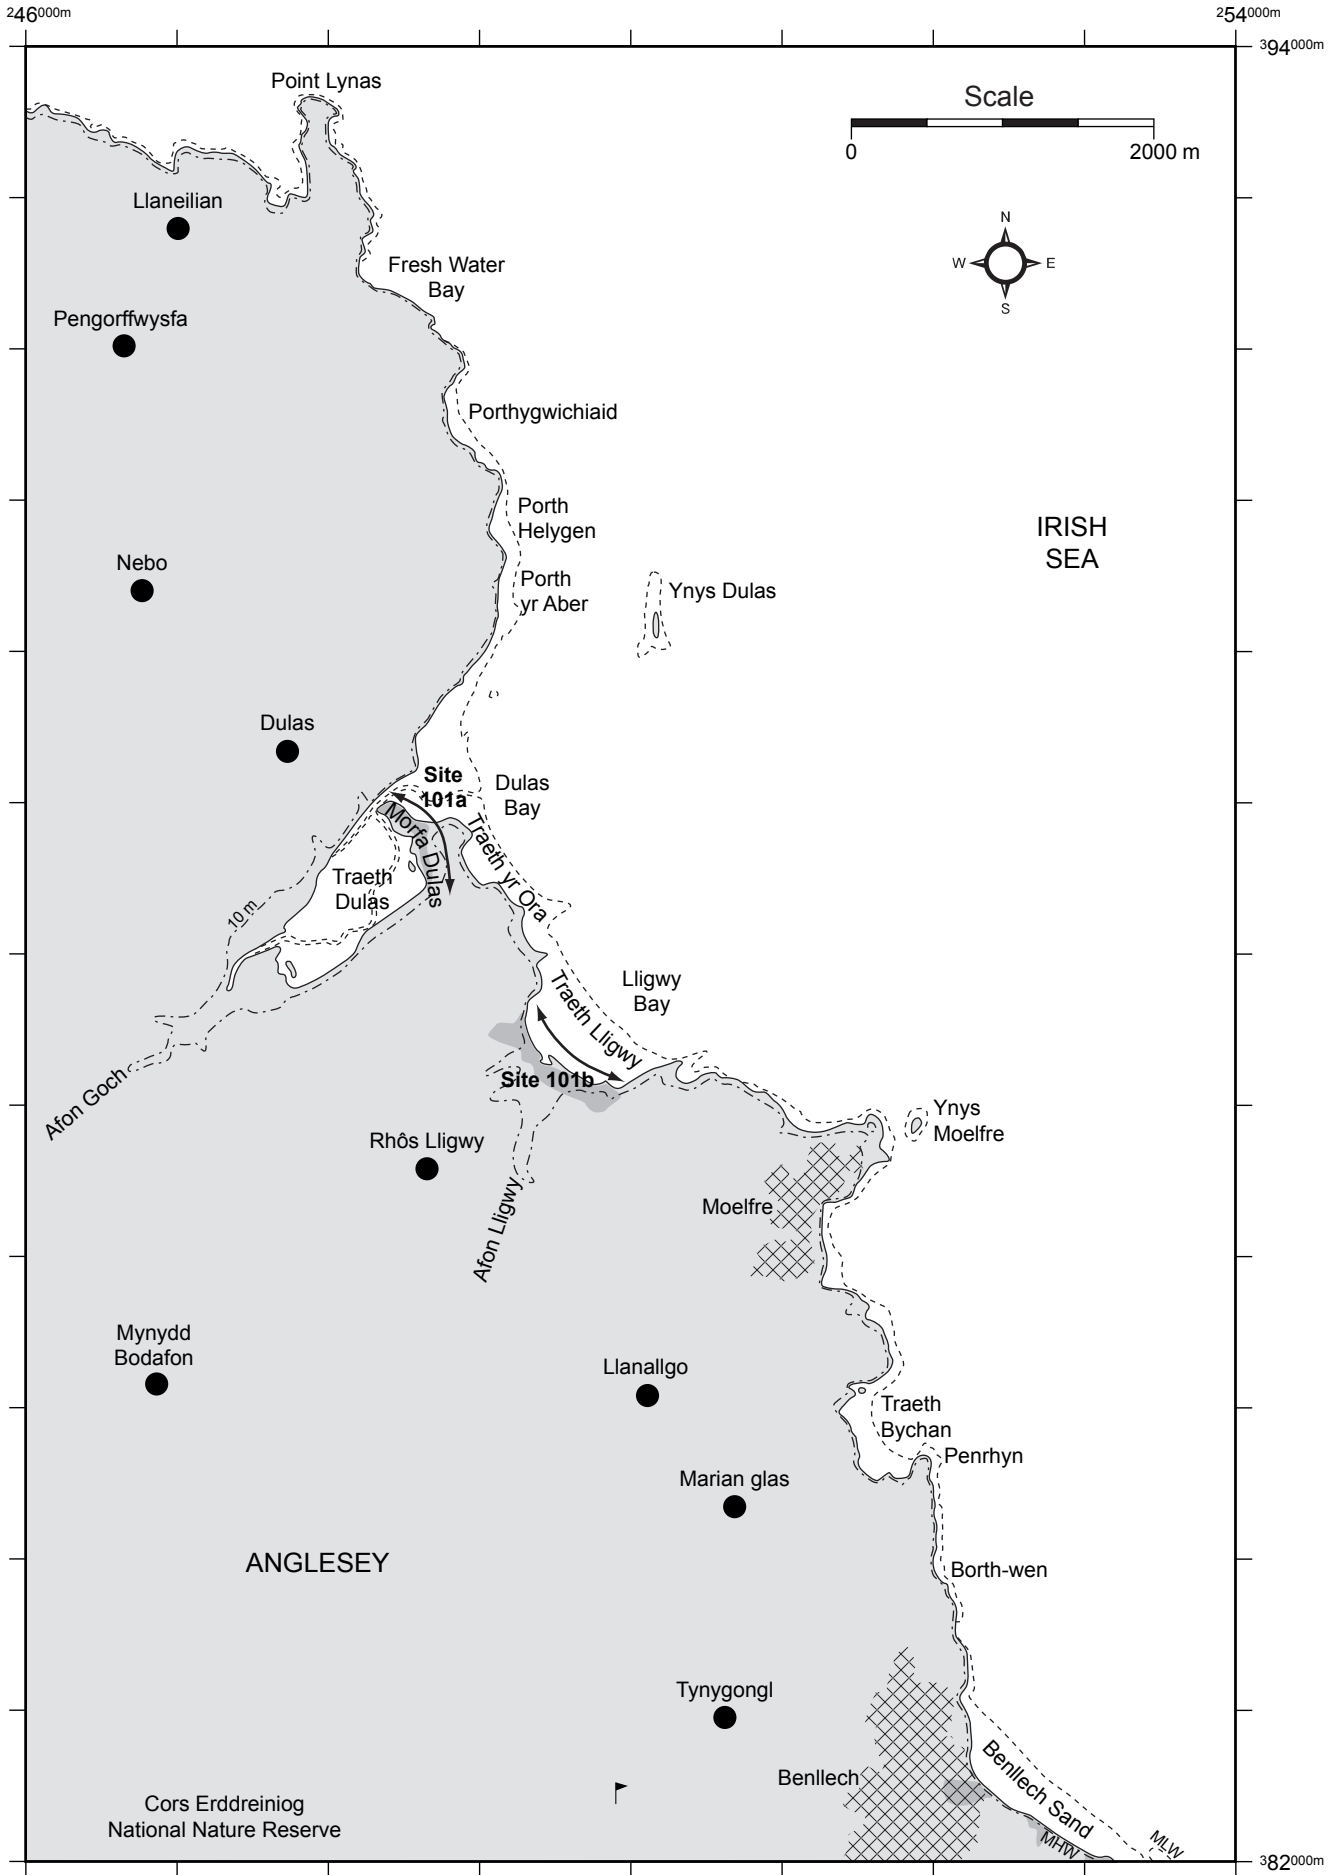 246000m
254000m
394000m
Point Lynas
Scale
0
2000 m
Llaneilian
N
W
E
S
Fresh Water
Bay
Pengorffwysfa
Porthygwichiaid
Porth
Helygen
IRISH
SEA
Nebo
Porth
yr Aber
Ynys Dulas
Dulas
Site
101a
Dulas
Bay
Morfa Dulas
Traeth yr Ora
Traeth
Dulas
10 m
Lligwy
Bay
Traeth Lligwy
Site 101b
Afon Goch
Ynys
Moelfre
Rhôs Lligwy
Afon Lligwy
Moelfre
Mynydd
Bodafon
Llanallgo
Traeth
Bychan
Penrhyn
Marian glas
ANGLESEY
Borth-wen
Tynygongl
Benllech
Benllech Sand
Cors Erddreiniog
National Nature Reserve
MHW
MLW
382000m